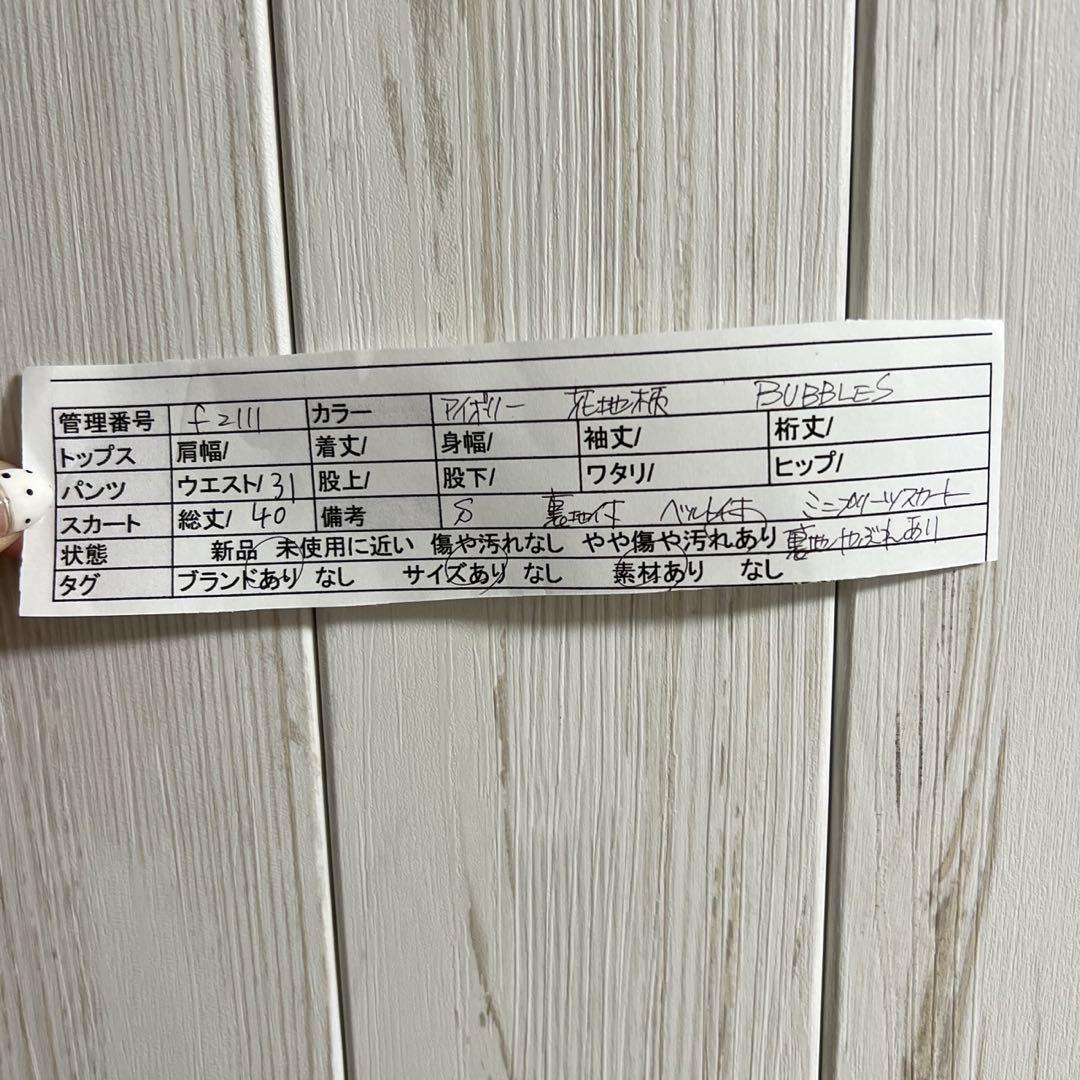 管理番号 f2111 カラー アイボリー 花地柄 BUBBLES
トップス 肩幅/ 着丈/ 身幅/ 袖丈/ 裄丈/
パンツ ウエスト/31 股上/ 股下/ ワタリ/ ヒップ/
スカート 総丈/ 40 備考 S 裏地付 ベルト付 ミニプリーツスカート
状態 新品 未使用に近い 傷や汚れなし やや傷や汚れあり 裏地やぶれあり
タグ ブランドあり なし サイズあり なし 素材あり なし